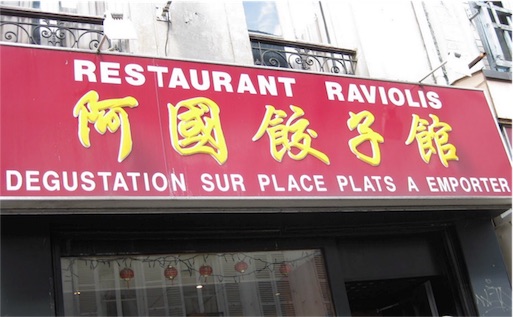 RESTAURANT RAVIOLIS
阿國餃子館
DEGUSTATION SUR PLACE PLATS A EMPORTER